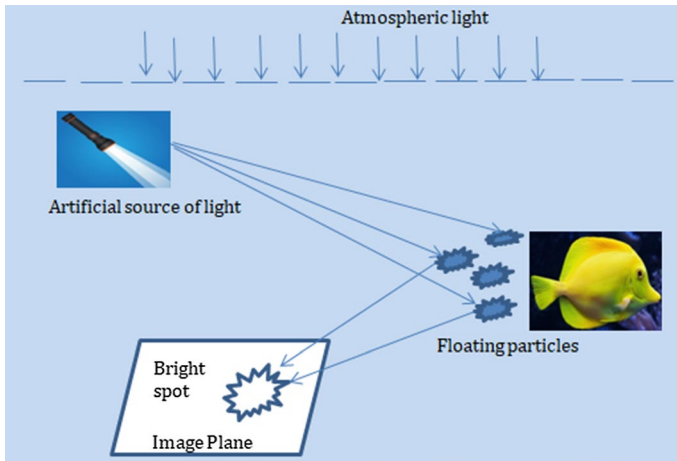 Atmospheric light
Artificial source of light
Floating particles
Bright
spot
Image Plane